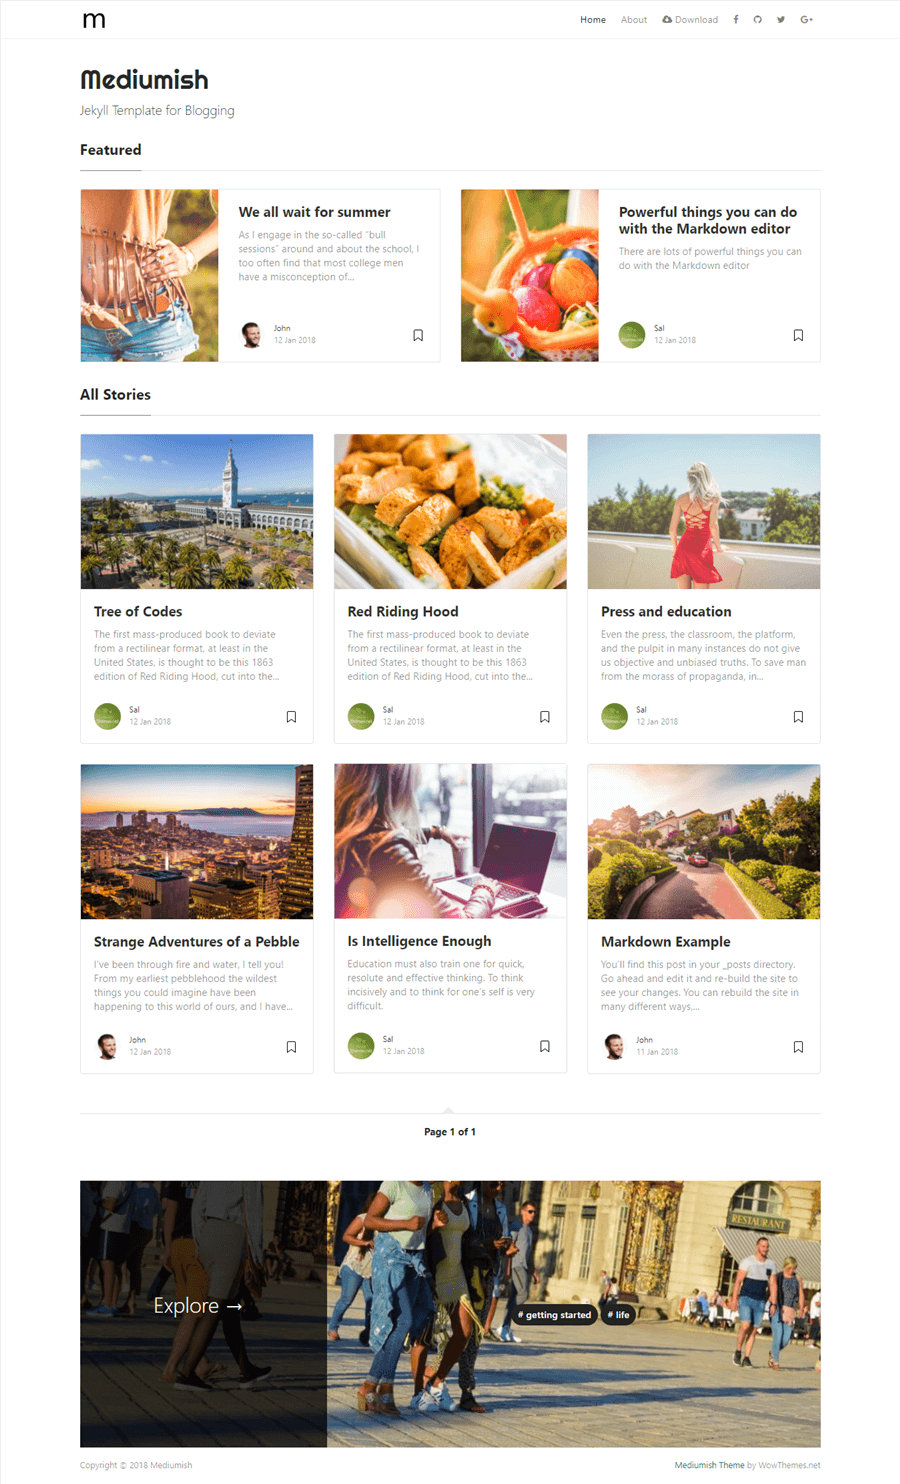 m
Home About Download
Mediumish
Jekyll Template for Blogging
Featured
We all wait for summer
As I engage in the so-called “bull
sessions” around and about the school, I
too often find that most college men
have a misconception of...
John
12 Jan 2018
Powerful things you can do
with the Markdown editor
There are lots of powerful things you can
do with the Markdown editor
Sal
12 Jan 2018
All Stories
Tree of Codes
The first mass-produced book to deviate
from a rectilinear format, at least in the
United States, is thought to be this 1863
edition of Red Riding Hood, cut into the...
Sal
12 Jan 2018
Red Riding Hood
The first mass-produced book to deviate
from a rectilinear format, at least in the
United States, is thought to be this 1863
edition of Red Riding Hood, cut into the...
Sal
12 Jan 2018
Press and education
Even the press, the classroom, the platform,
and the pulpit in many instances do not give
us objective and unbiased truths. To save man
from the morass of propaganda, in...
Sal
12 Jan 2018
Strange Adventures of a Pebble
I’ve been through fire and water, I tell you!
From my earliest pebblehood the wildest
things you could imagine have been
happening to this world of ours, and I have...
John
12 Jan 2018
Is Intelligence Enough
Education must also train one for quick,
resolute and effective thinking. To think
incisively and to think for one’s self is very
difficult.
Sal
12 Jan 2018
Markdown Example
You’ll find this post in your _posts directory.
Go ahead and edit it and re-build the site to
see your changes. You can rebuild the site in
many different ways,...
John
11 Jan 2018
Page 1 of 1
RESTAURANT
Explore →
# getting started # life
Copyright © 2018 Mediumish
Mediumish Theme by WowThemes.net